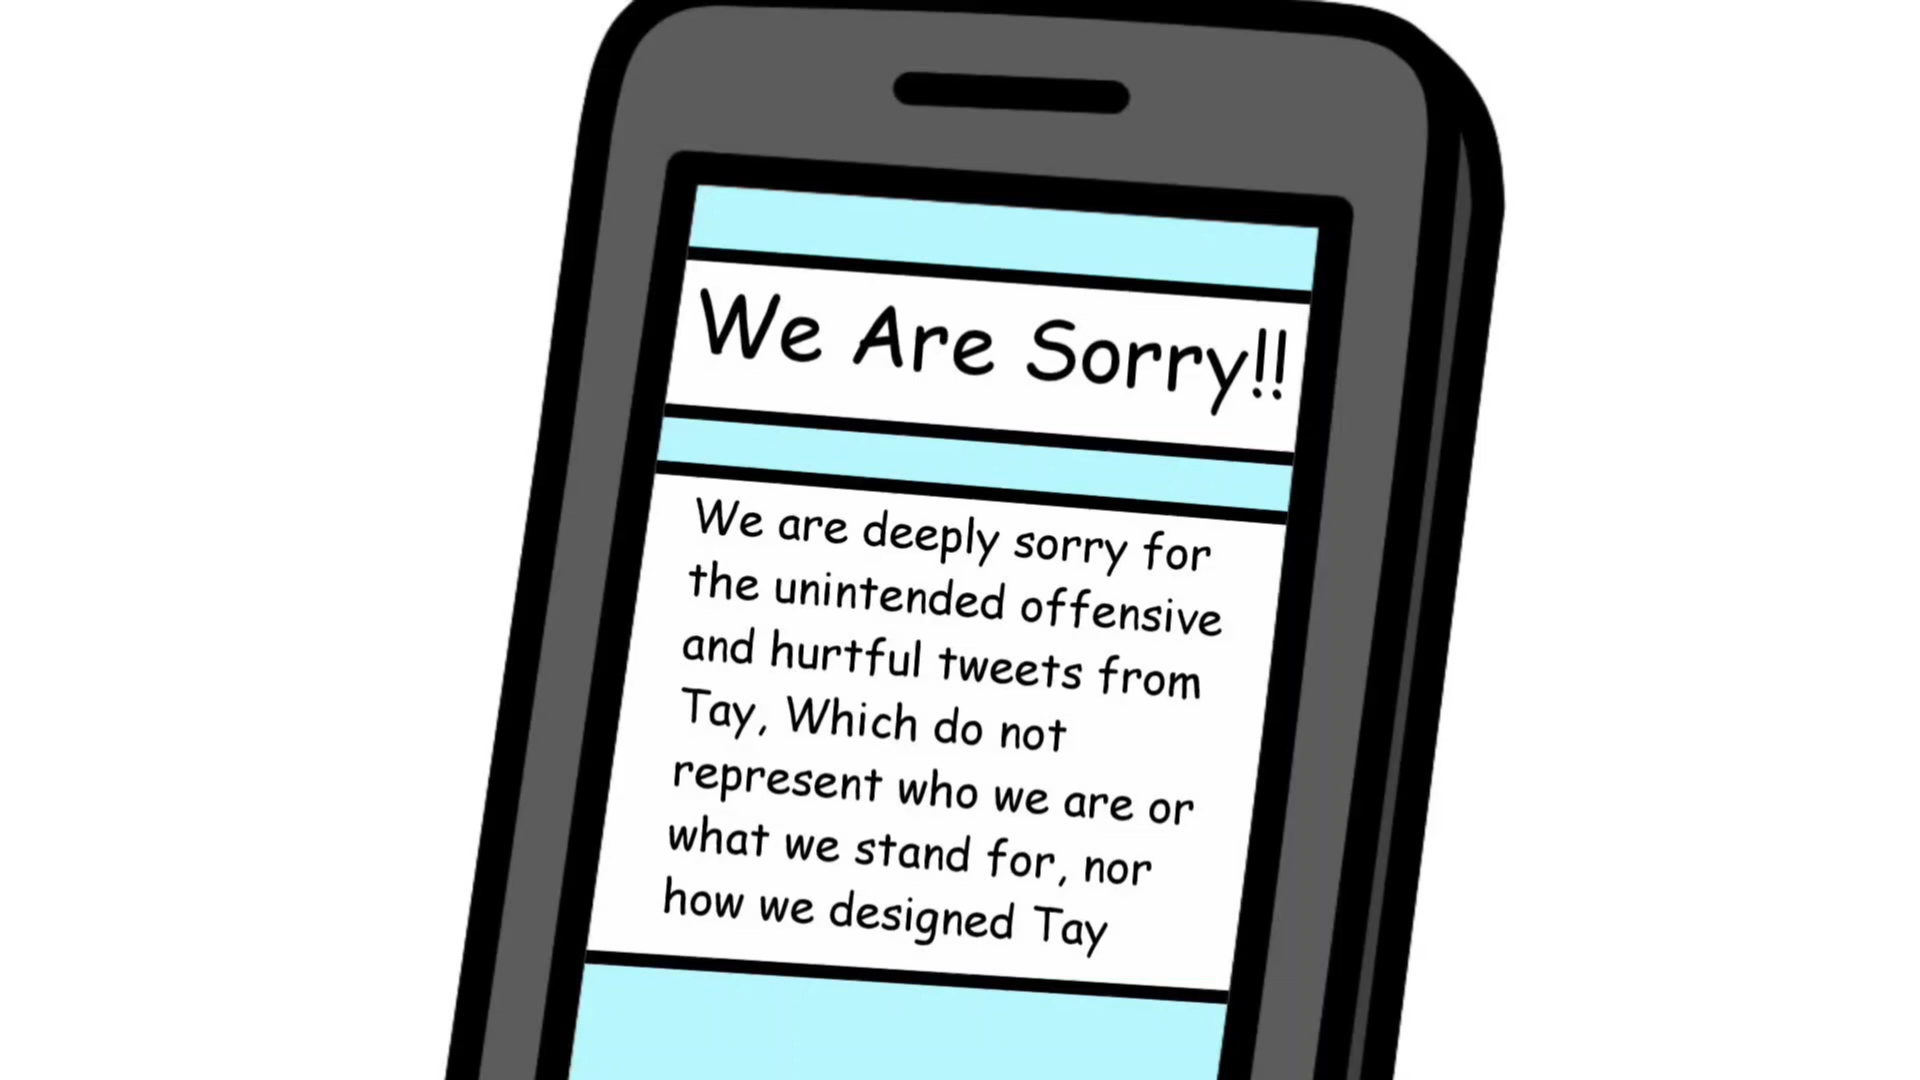 We Are Sorry!!
We are deeply sorry for
the unintended offensive
and hurtful tweets from
Tay, Which do not
represent who we are or
what we stand for, nor
how we designed Tay